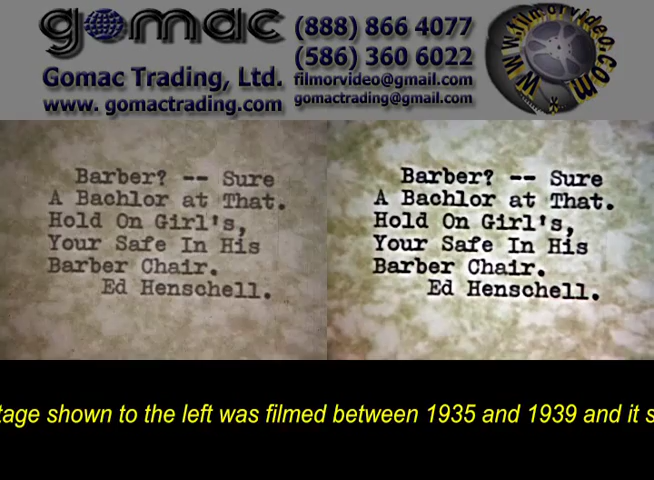 gomac
Gomac Trading, Ltd.
www. gomactrading.com
(888) 866 4077
(586) 360 6022
filmorvideo@gmail.com
gomactrading@gmail.com
www.filmorvideo.com
Barber? -- Sure
A Bachlor at That.
Hold On Girl's,
Your Safe In His
Barber Chair.
Ed Henschell.
Barber? -- Sure
A Bachlor at That.
Hold On Girl's,
Your Safe In His
Barber Chair.
Ed Henschell.
tage shown to the left was filmed between 1935 and 1939 and it s